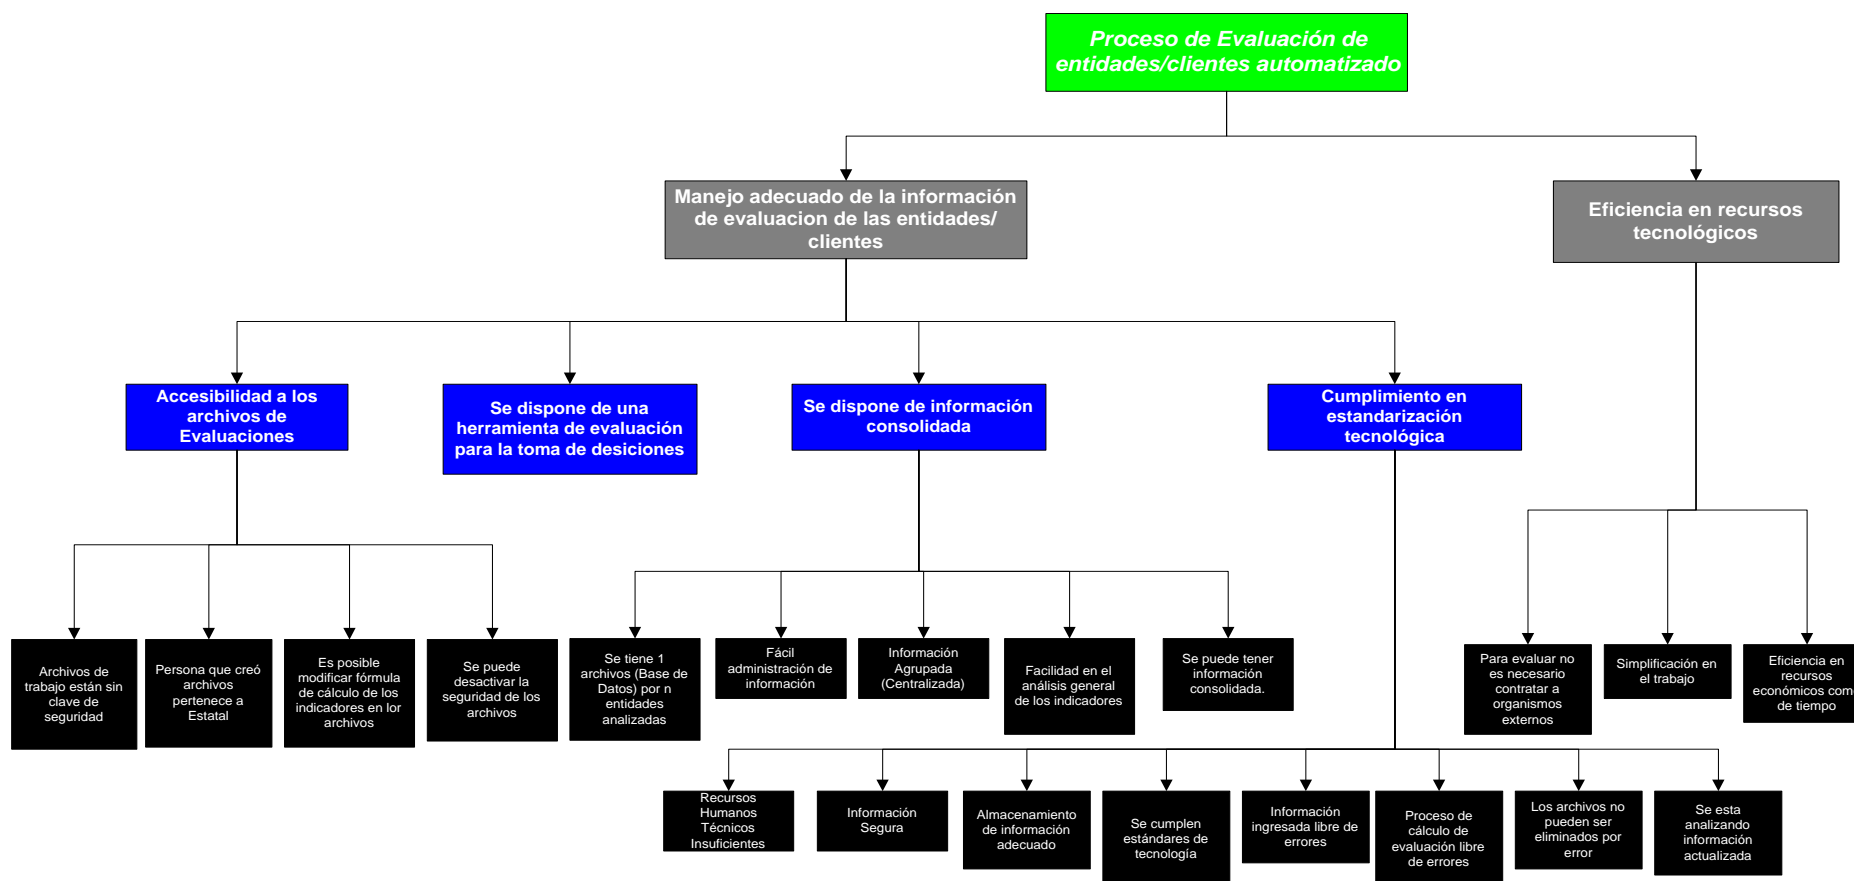 Proceso de Evaluación de
entidades/clientes automatizado
Manejo adecuado de la información
de evaluacion de las entidades/
clientes
Eficiencia en recursos
tecnológicos
Accesibilidad a los
archivos de
Evaluaciones
Se dispone de una
herramienta de evaluación
para la toma de desiciones
Se dispone de información
consolidada
Cumplimiento en
estandarización
tecnológica
Archivos de
trabajo están sin
clave de
seguridad
Persona que creó
archivos
pertenece a
Estatal
Es posible
modificar fórmula
de cálculo de los
indicadores en lor
archivos
Se puede
desactivar la
seguridad de los
archivos
Se tiene 1
archivos (Base de
Datos) por n
entidades
analizadas
Fácil
administración de
información
Información
Agrupada
(Centralizada)
Facilidad en el
análisis general
de los indicadores
Se puede tener
información
consolidada.
Para evaluar no
es necesario
contratar a
organismos
externos
Simplificación en
el trabajo
Eficiencia en
recursos
económicos como
de tiempo
Recursos
Humanos
Técnicos
Insuficientes
Información
Segura
Almacenamiento
de información
adecuado
Se cumplen
estándares de
tecnología
Información
ingresada libre de
errores
Proceso de
cálculo de
evaluación libre
de errores
Los archivos no
pueden ser
eliminados por
error
Se esta
analizando
información
actualizada